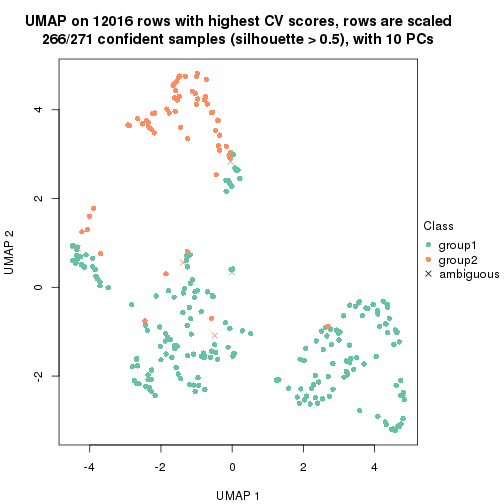 UMAP on 12016 rows with highest CV scores, rows are scaled
266/271 confident samples (silhouette > 0.5), with 10 PCs
4
2
0
-2
UMAP 2
-4
-2
0
2
4
UMAP 1
Class
group1
group2
ambiguous